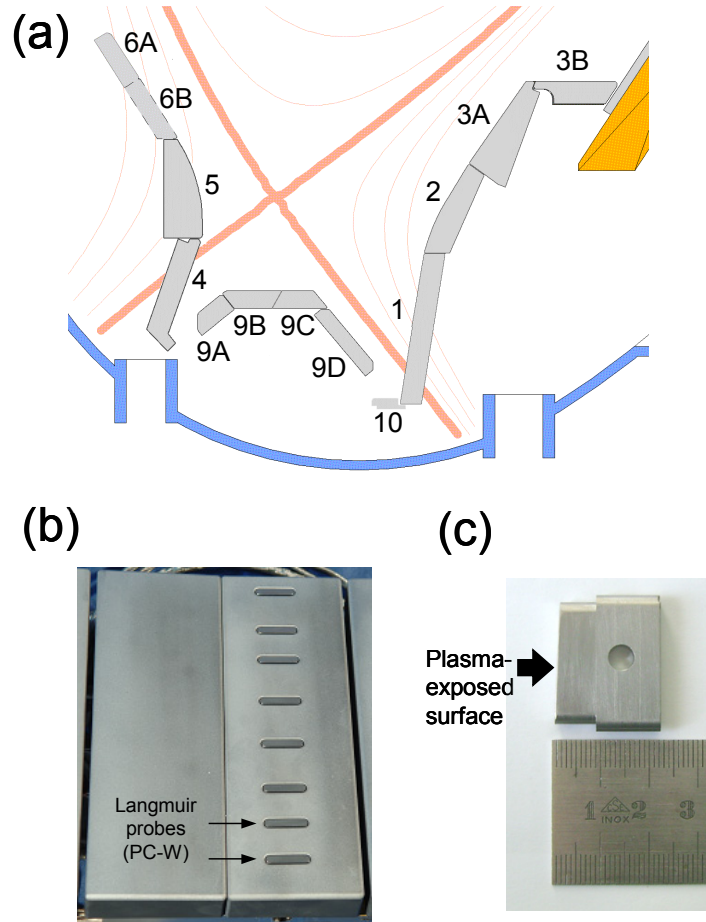 (a)
6A
6B
5
4
3B
3A
2
1
9A
9B
9C
9D
10
(b)
(c)
Plasma-
exposed
surface
Langmuir
probes
(PC-W)
1 2 3
INOX